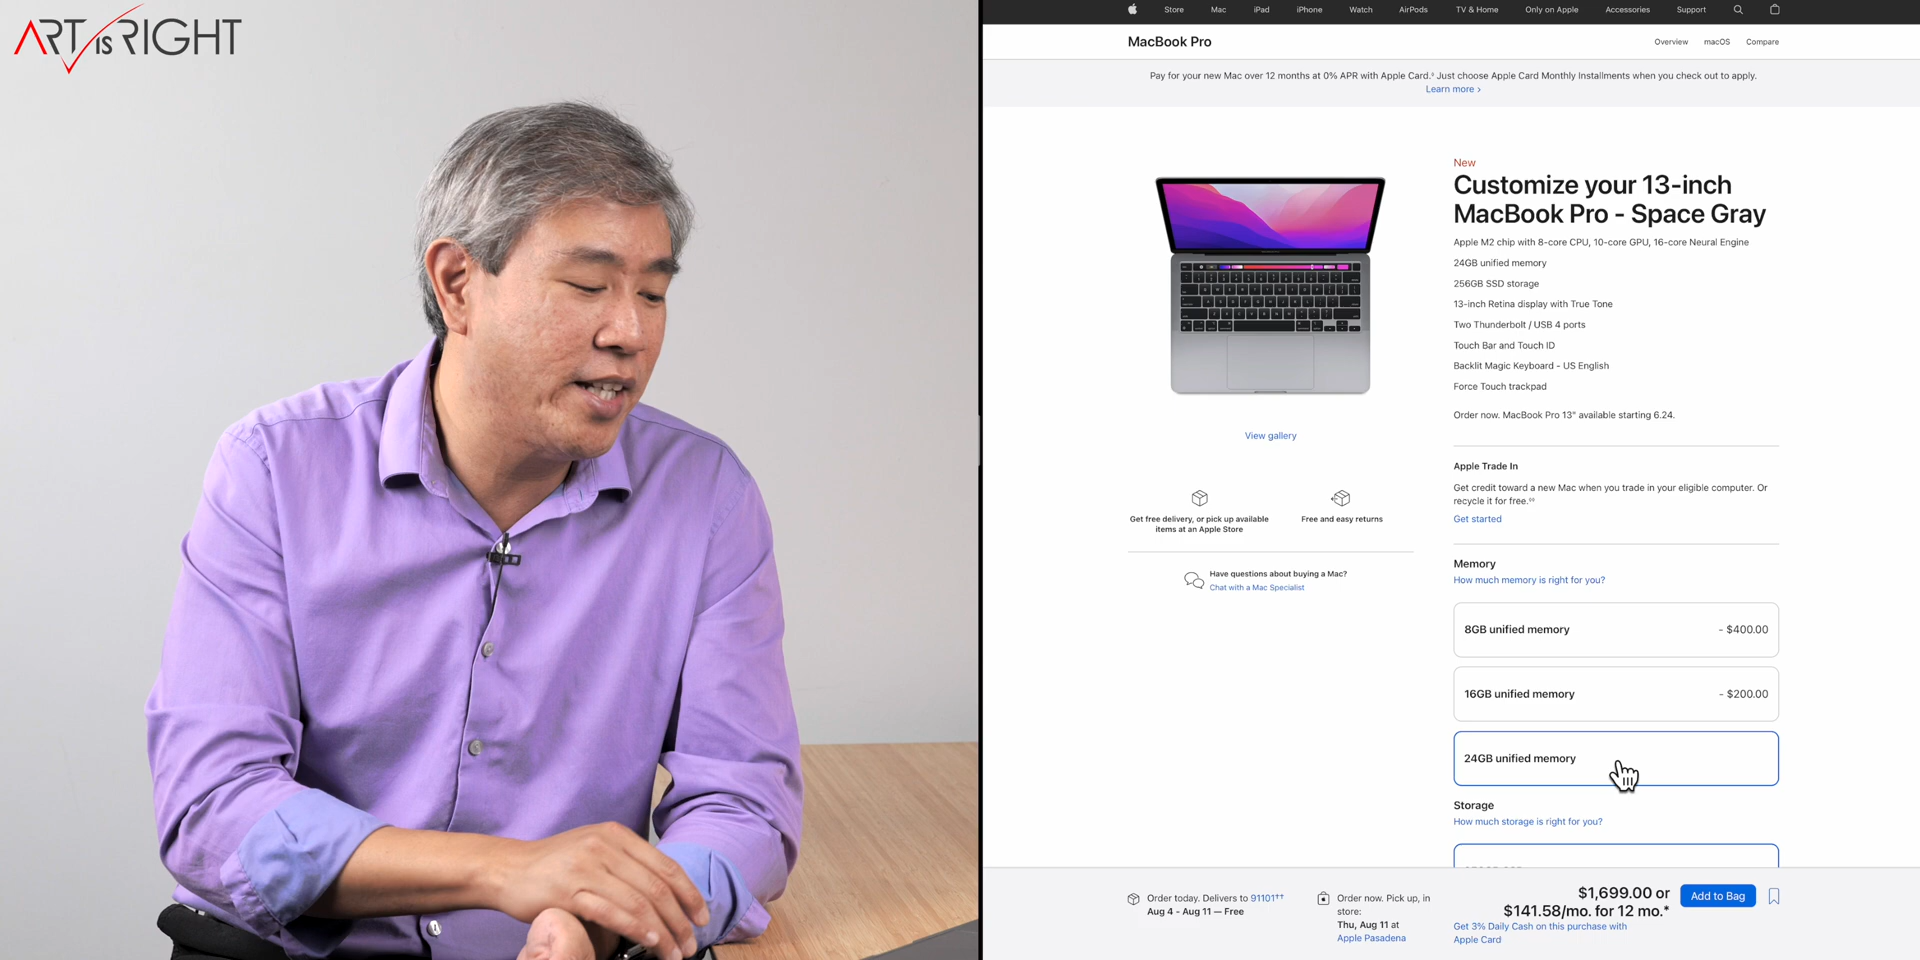 ART IS RIGHT
Store Mac iPad iPhone Watch AirPods TV & Home Only on Apple Accessories Support
MacBook Pro
Overview macOS Compare
Pay for your new Mac over 12 months at 0% APR with Apple Card.◊ Just choose Apple Card Monthly Installments when you check out to apply.
Learn more >
New
Customize your 13-inch
MacBook Pro - Space Gray
Apple M2 chip with 8-core CPU, 10-core GPU, 16-core Neural Engine
24GB unified memory
256GB SSD storage
13-inch Retina display with True Tone
Two Thunderbolt / USB 4 ports
Touch Bar and Touch ID
Backlit Magic Keyboard - US English
Force Touch trackpad
Order now. MacBook Pro 13" available starting 6.24.
View gallery
Get free delivery, or pick up available
items at an Apple Store
Free and easy returns
Have questions about buying a Mac?
Chat with a Mac Specialist
Apple Trade In
Get credit toward a new Mac when you trade in your eligible computer. Or
recycle it for free.◊◊
Get started
Memory
How much memory is right for you?
8GB unified memory - $400.00
16GB unified memory - $200.00
24GB unified memory
Storage
How much storage is right for you?
Order today. Delivers to 91101††
Aug 4 - Aug 11 — Free
Order now. Pick up, in
store:
Thu, Aug 11 at
Apple Pasadena
$1,699.00 or
$141.58/mo. for 12 mo.*
Get 3% Daily Cash on this purchase with
Apple Card
Add to Bag